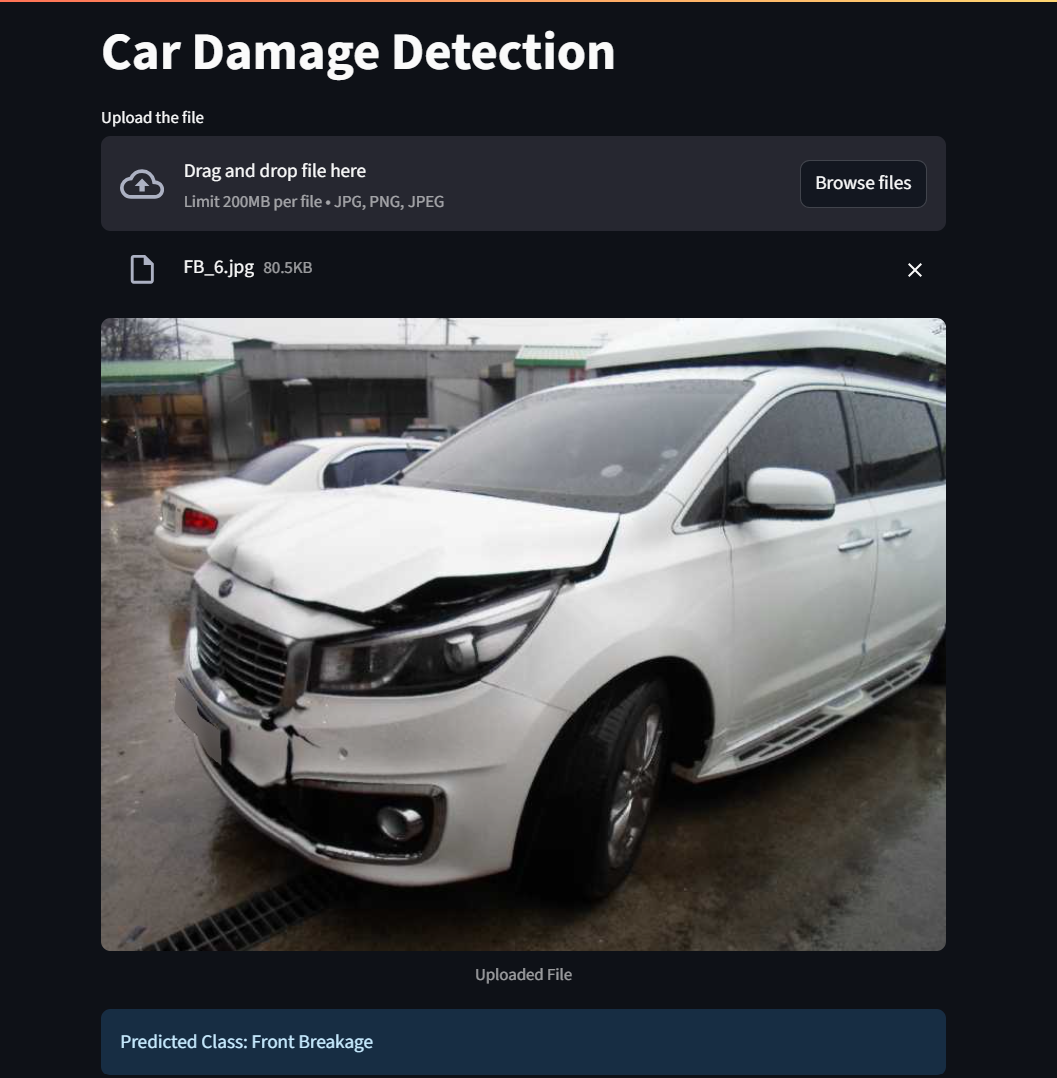 Car Damage Detection
Upload the file
Drag and drop file here
Limit 200MB per file • JPG, PNG, JPEG
Browse files
FB_6.jpg 80.5KB
Uploaded File
Predicted Class: Front Breakage